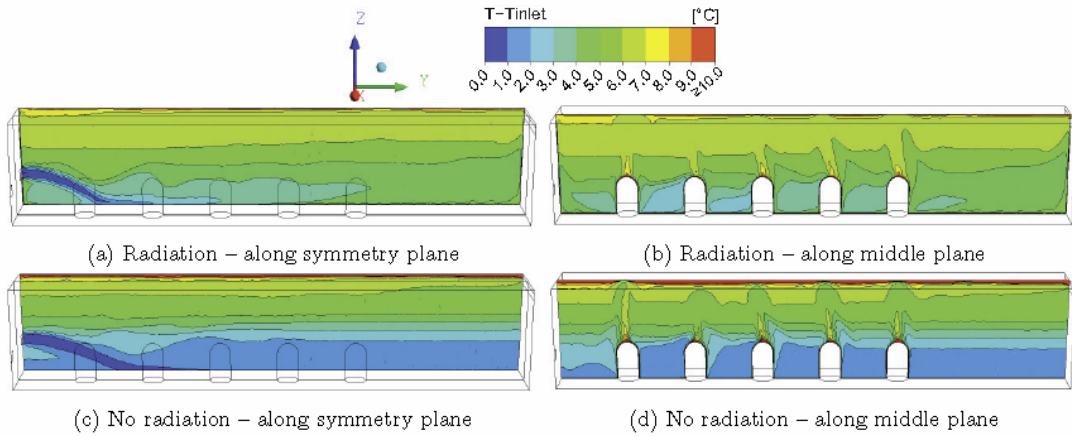 T-Tinlet [°C]
Z
Y
X
0.0 1.0 2.0 3.0 4.0 5.0 6.0 7.0 8.0 9.0 ≥10.0
(a) Radiation – along symmetry plane
(b) Radiation – along middle plane
(c) No radiation – along symmetry plane
(d) No radiation – along middle plane